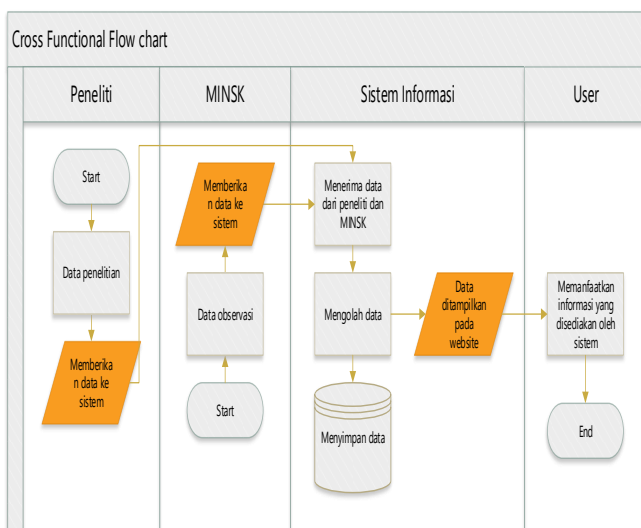 Cross Functional Flow chart
Peneliti
MINSK
Sistem Informasi
User
Start
Data penelitian
Memberika
n data ke
sistem
Memberika
n data ke
sistem
Data observasi
Start
Menerima data
dari peneliti dan
MINSK
Mengolah data
Menyimpan data
Data
ditampilkan
pada
website
Memanfaatkan
informasi yang
disediakan oleh
sistem
End